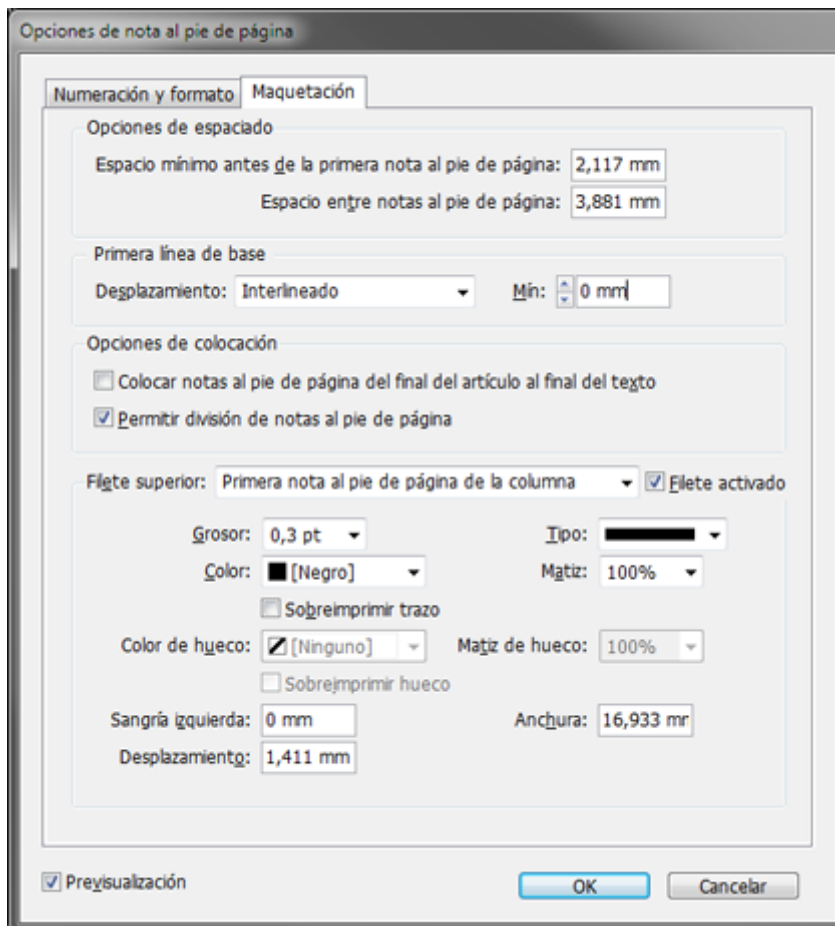 Opciones de nota al pie de página
Numeración y formato Maquetación
Opciones de espaciado
Espacio mínimo antes de la primera nota al pie de página: 2,117 mm
Espacio entre notas al pie de página: 3,881 mm
Primera línea de base
Desplazamiento: Interlineado Mín: 0 mm
Opciones de colocación
Colocar notas al pie de página del final del artículo al final del texto
Permitir división de notas al pie de página
Filete superior: Primera nota al pie de página de la columna Filete activado
Grosor: 0,3 pt Tipo:
Color: [Negro] Matiz: 100%
Sobreimprimir trazo
Color de hueco: [Ninguno] Matiz de hueco: 100%
Sobreimprimir hueco
Sangría izquierda: 0 mm Anchura: 16,933 mr
Desplazamiento: 1,411 mm
Previsualización OK Cancelar